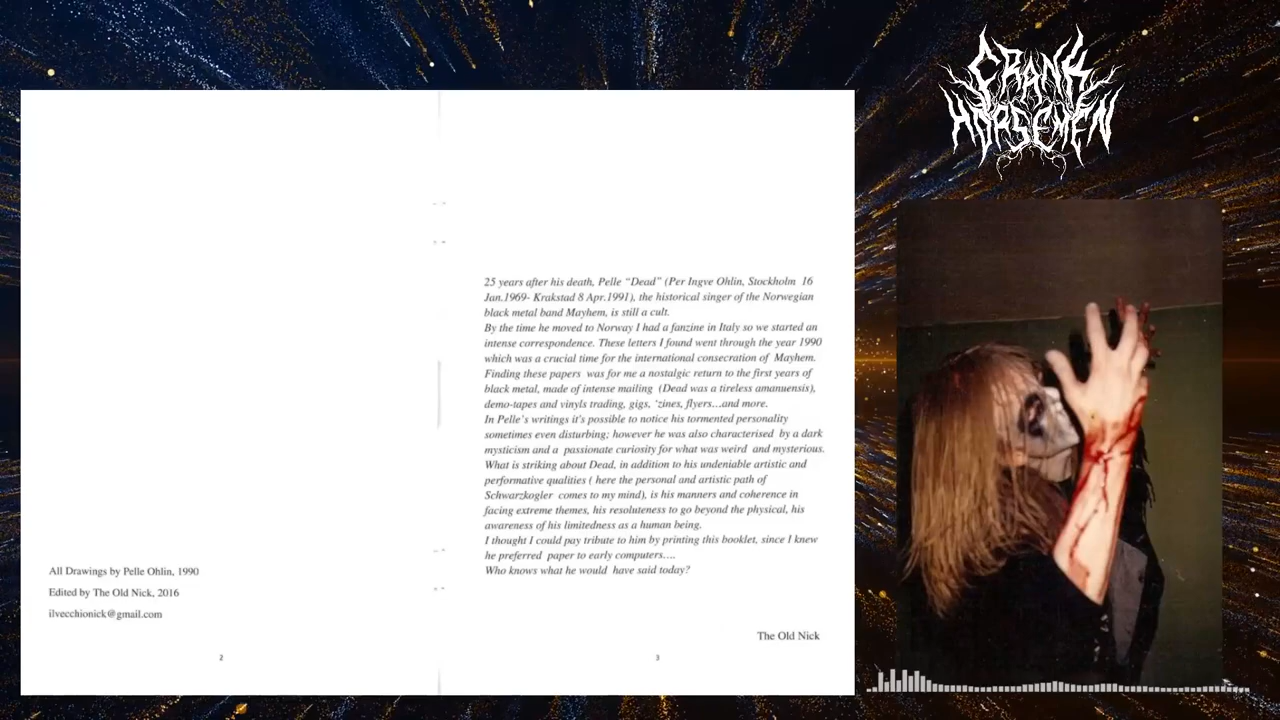 All Drawings by Pelle Ohlin, 1990
Edited by The Old Nick, 2016
ilvecchionick@gmail.com
2
25 years after his death, Pelle “Dead” (Per Ingve Ohlin, Stockholm 16
Jan.1969- Krakstad 8 Apr.1991), the historical singer of the Norwegian
black metal band Mayhem, is still a cult.
By the time he moved to Norway I had a fanzine in Italy so we started an
intense correspondence. These letters I found went through the year 1990
which was a crucial time for the international consecration of Mayhem.
Finding these papers was for me a nostalgic return to the first years of
black metal, made of intense mailing (Dead was a tireless amanuensis),
demo-tapes and vinyls trading, gigs, ‘zines, flyers…and more.
In Pelle’s writings it's possible to notice his tormented personality
sometimes even disturbing; however he was also characterised by a dark
mysticism and a passionate curiosity for what was weird and mysterious.
What is striking about Dead, in addition to his undeniable artistic and
performative qualities ( here the personal and artistic path of
Schwarzkogler comes to my mind), is his manners and coherence in
facing extreme themes, his resoluteness to go beyond the physical, his
awareness of his limitedness as a human being.
I thought I could pay tribute to him by printing this booklet, since I knew
he preferred paper to early computers….
Who knows what he would have said today?
The Old Nick
3
CRANK
HORSEMEN